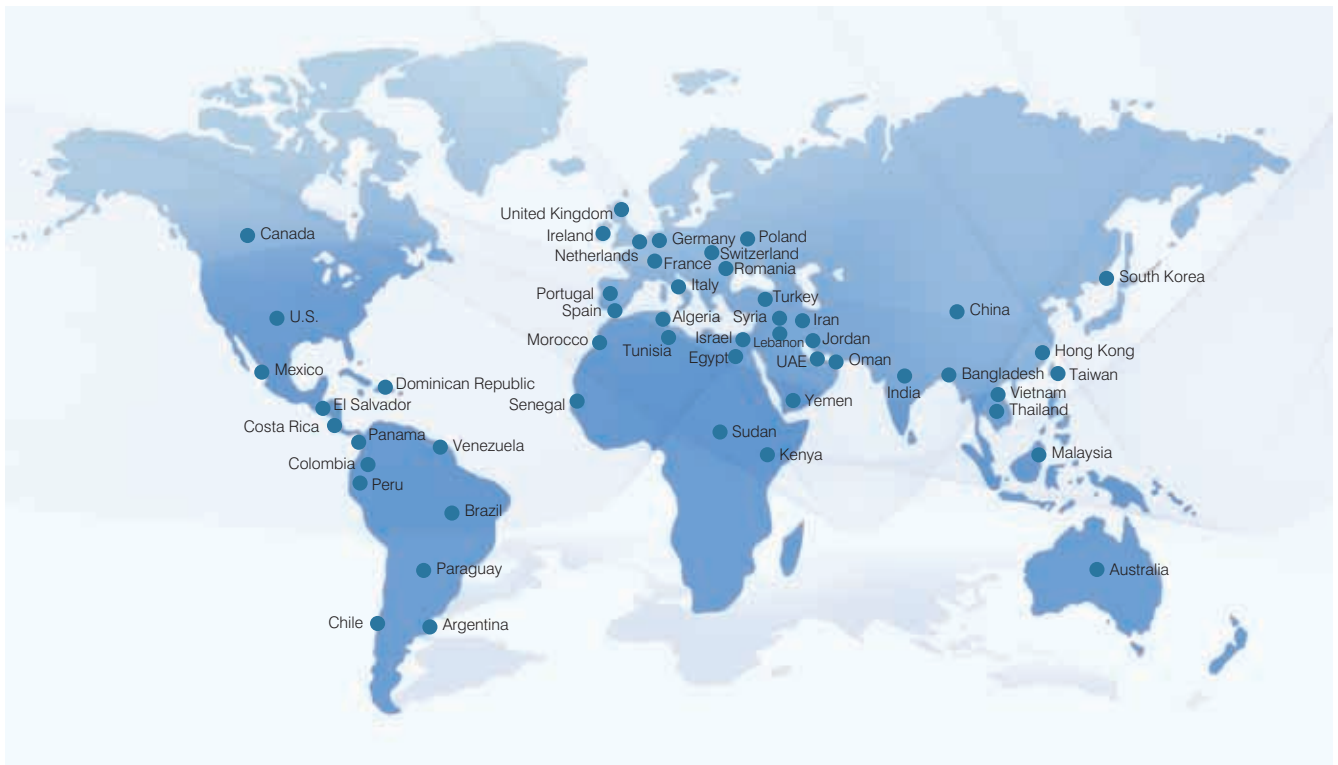 Canada
U.S.
Mexico
Dominican Republic
El Salvador
Costa Rica
Panama
Venezuela
Colombia
Peru
Brazil
Paraguay
Chile
Argentina
United Kingdom
Ireland
Netherlands
Germany
Poland
Switzerland
France
Romania
Italy
Portugal
Spain
Turkey
Algeria
Syria
Iran
Morocco
Tunisia
Israel
Lebanon
Jordan
Egypt
UAE
Oman
Senegal
Yemen
Sudan
Kenya
India
China
South Korea
Hong Kong
Bangladesh
Taiwan
Vietnam
Thailand
Malaysia
Australia